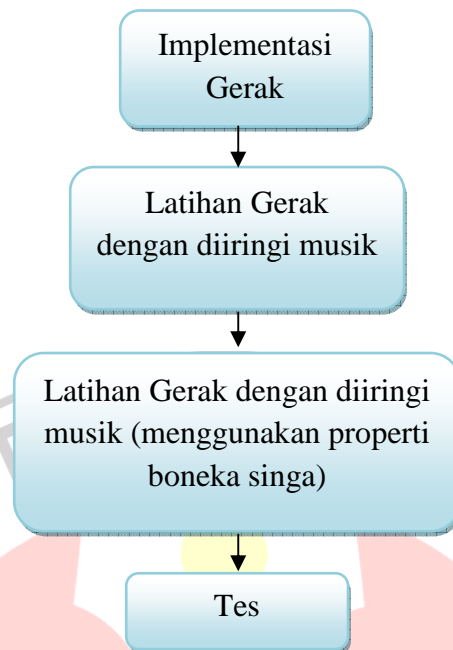 Implementasi
Gerak
Latihan Gerak
dengan diiringi musik
Latihan Gerak dengan diiringi
musik (menggunakan properti
boneka singa)
Tes